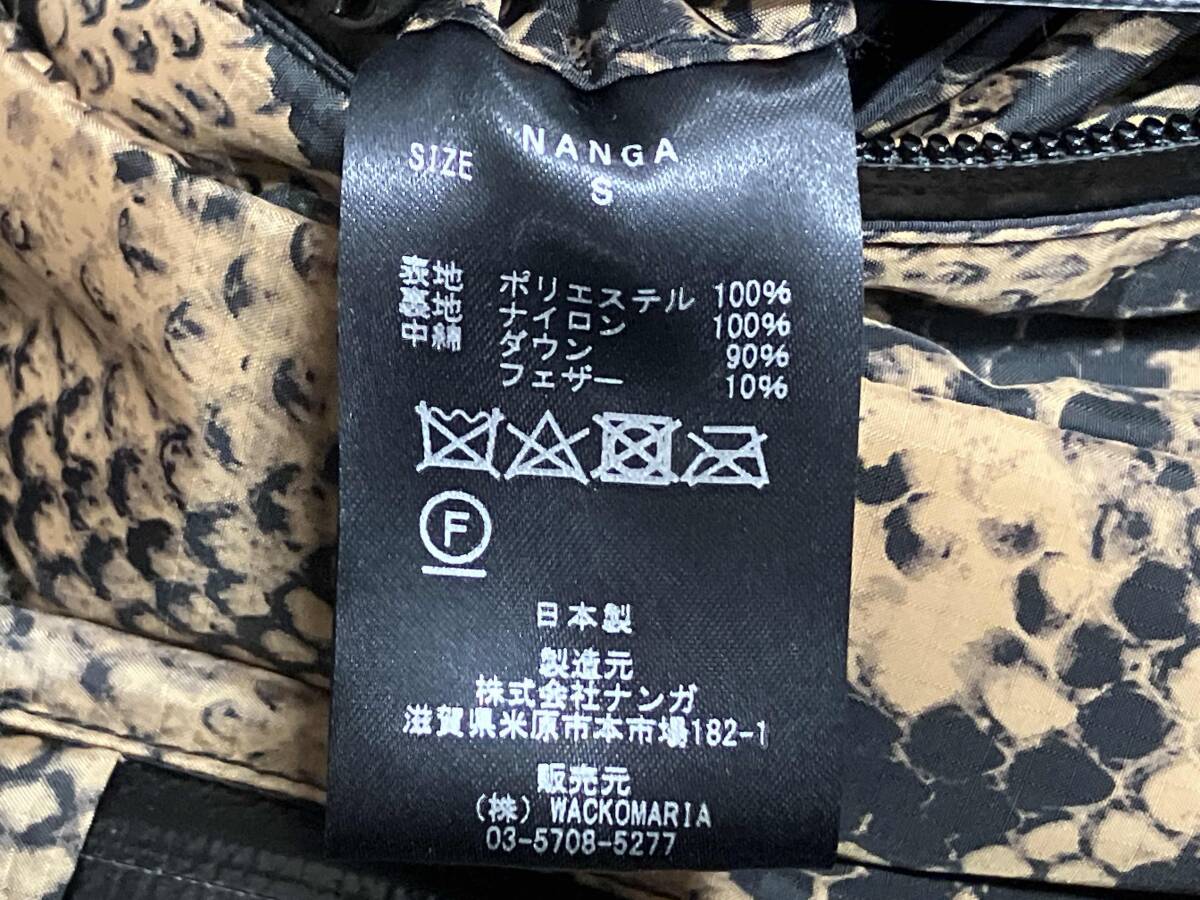 NANGA
SIZE S
表地 ポリエステル 100%
裏地 ナイロン 100%
中綿 ダウン 90%
フェザー 10%
F
日本製
製造元
株式会社ナンガ
滋賀県米原市本市場182-1
販売元
(株) WACKOMARIA
03-5708-5277